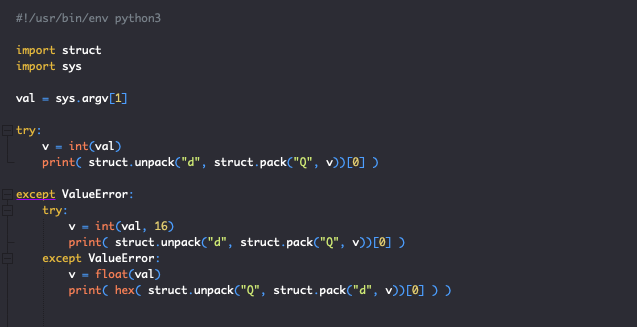 #!/usr/bin/env python3
import struct
import sys
val = sys.argv[1]
try:
    v = int(val)
    print( struct.unpack("d", struct.pack("Q", v))[0] )
except ValueError:
    try:
        v = int(val, 16)
        print( struct.unpack("d", struct.pack("Q", v))[0] )
    except ValueError:
        v = float(val)
        print( hex( struct.unpack("Q", struct.pack("d", v))[0] ) )